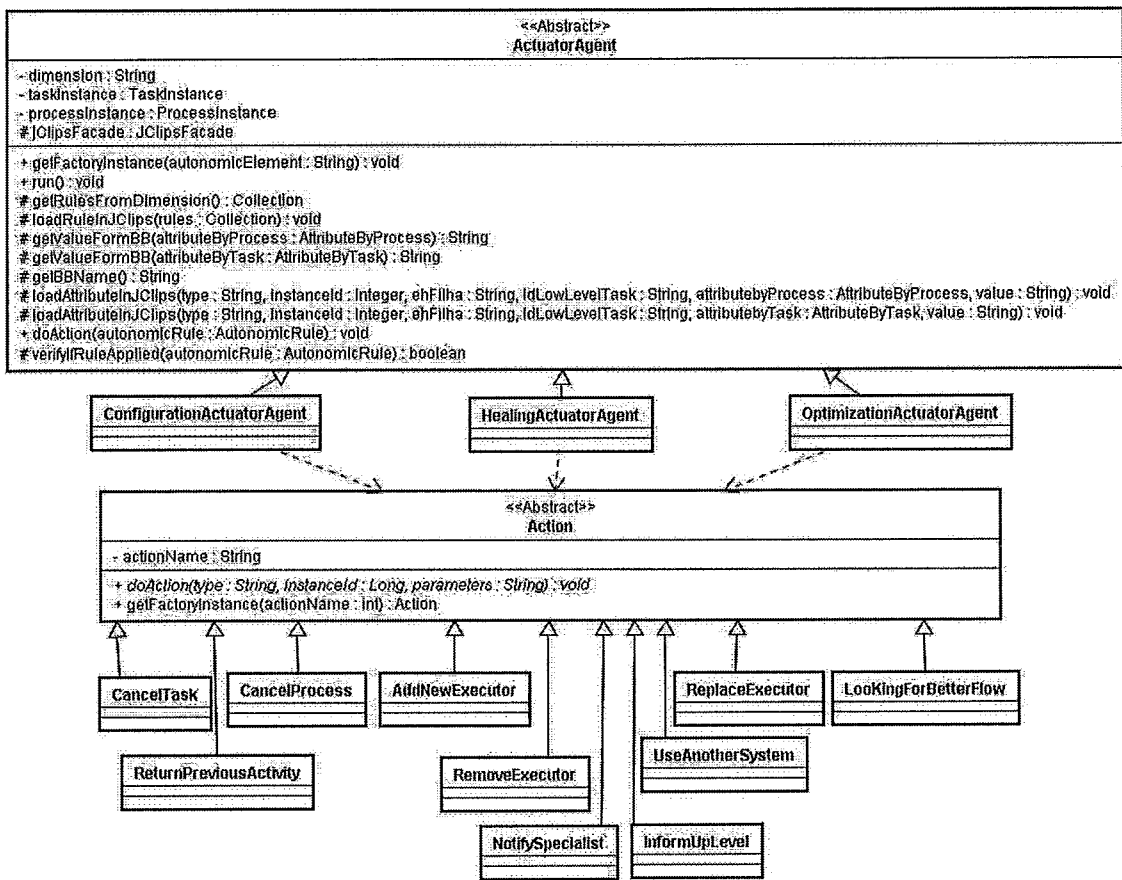 <<Abstract>>
ActuatorAgent
- dimension : String
- taskInstance : TaskInstance
- processInstance : ProcessInstance
# jClipsFacade : JClipsFacade
+ getFactoryInstance(autonomicElement : String) : void
+ run() : void
# getRulesFromDimension() : Collection
# loadRuleInJClips(rules : Collection) : void
# getValueFormBB(attributeByProcess : AttributeByProcess) : String
# getValueFormBB(attributeByTask : AttributeByTask) : String
# getBBName() : String
# loadAttributeInJClips(type : String, instanceId : Integer, ehFilha : String, idLowLevelTask : String, attributebyProcess : AttributeByProcess, value : String) : void
# loadAttributeInJClips(type : String, instanceId : Integer, ehFilha : String, idLowLevelTask : String, attributebyTask : AttributeByTask, value : String) : void
+ doAction(autonomicRule : AutonomicRule) : void
# verifyIfRuleApplied(autonomicRule : AutonomicRule) : boolean
ConfigurationActuatorAgent
HealingActuatorAgent
OptimizationActuatorAgent
<<Abstract>>
Action
- actionName : String
+ doAction(type : String, instanceId : Long, parameters : String) : void
+ getFactoryInstance(actionName : int) : Action
CancelTask
CancelProcess
AddNewExecutor
ReplaceExecutor
LooKingForBetterFlow
ReturnPreviousActivity
RemoveExecutor
UseAnotherSystem
NotifySpecialist
InformUpLevel